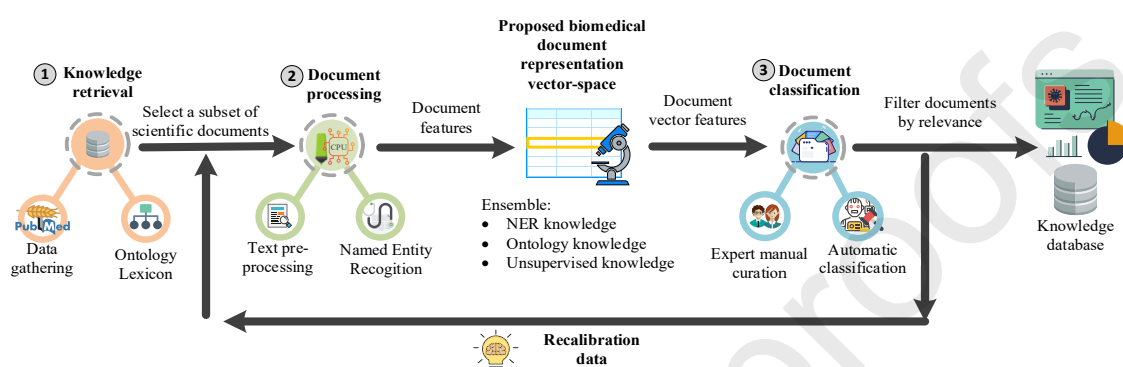 1 Knowledge
retrieval
Select a subset of
scientific documents
PubMed
Data
gathering
Ontology
Lexicon
2 Document
processing
CPU
Text pre-
processing
Named Entity
Recogition
Document
features
Proposed biomedical
document
representation
vector-space
Ensemble:
• NER knowledge
• Ontology knowledge
• Unsupervised knowledge
Document
vector features
3 Document
classification
Expert manual
curation
Automatic
classification
Filter documents
by relevance
Knowledge
database
Recalibration
data
roofs